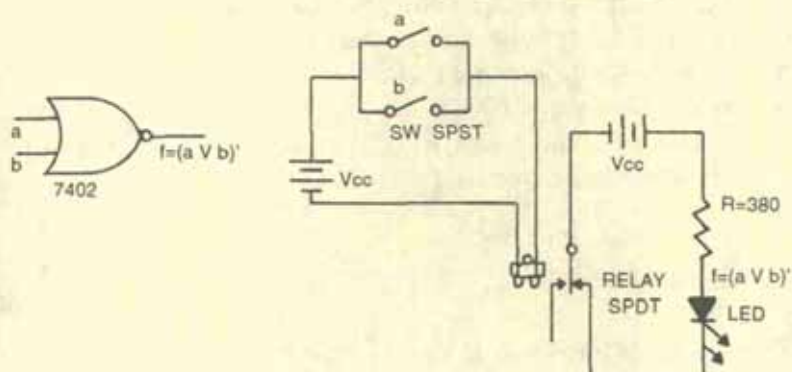 a
b
f=(a V b)'
7402
a
b
SW SPST
Vcc
Vcc
R=380
RELAY
SPDT
f=(a V b)'
LED